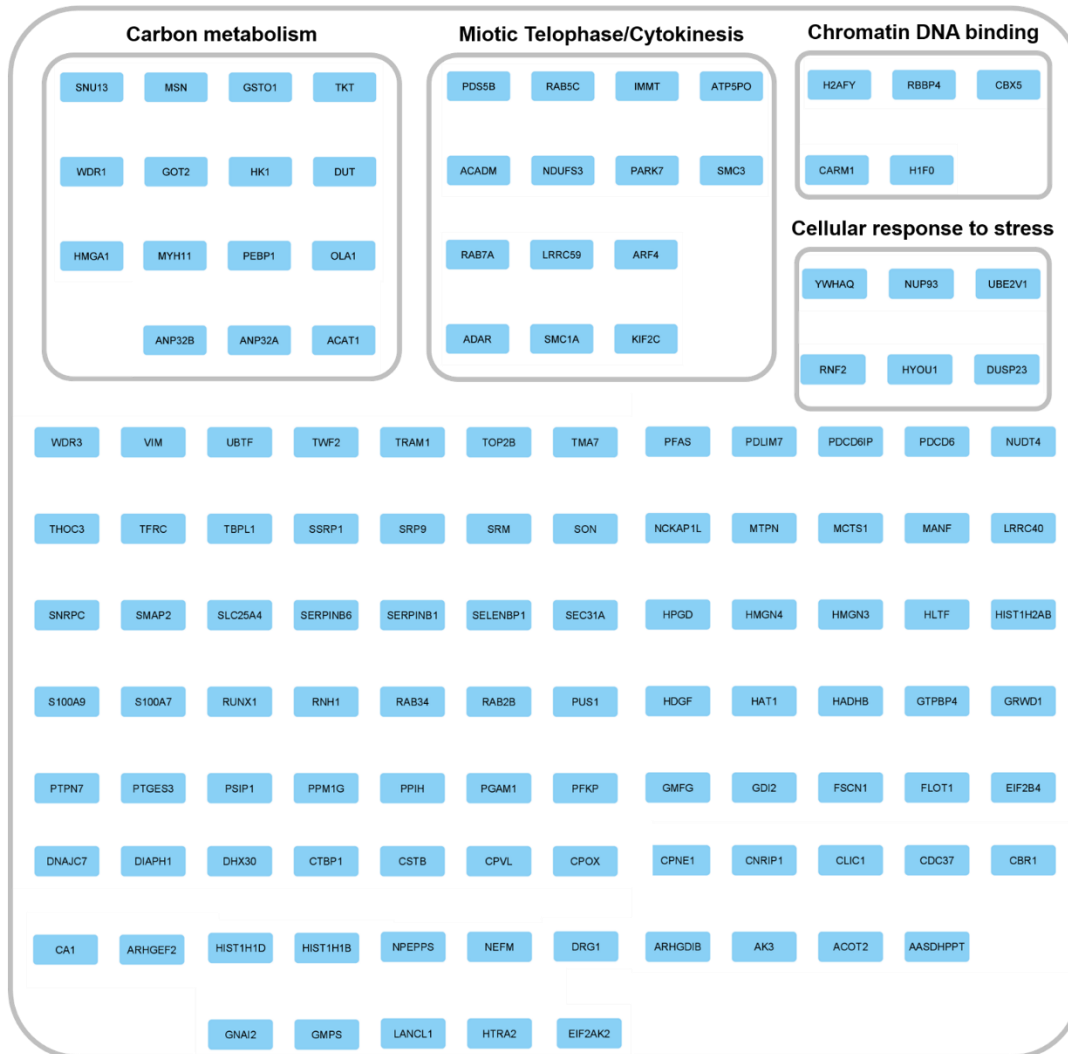 Carbon metabolism
SNU13 MSN GSTO1 TKT
WDR1 GOT2 HK1 DUT
HMGA1 MYH11 PEBP1 OLA1
ANP32B ANP32A ACAT1
Miotic Telophase/Cytokinesis
PDS5B RAB5C IMMT ATP5PO
ACADM NDUFS3 PARK7 SMC3
RAB7A LRRC59 ARF4
ADAR SMC1A KIF2C
Chromatin DNA binding
H2AFY RBBP4 CBX5
CARM1 H1F0
Cellular response to stress
YWHAQ NUP93 UBE2V1
RNF2 HYOU1 DUSP23
WDR3 VIM UBTF TWF2 TRAM1 TOP2B TMA7 PFAS PDLIM7 PDCD6IP PDCD6 NUDT4
THOC3 TFRC TBPL1 SSRP1 SRP9 SRM SON NCKAP1L MTPN MCTS1 MANF LRRC40
SNRPC SMAP2 SLC25A4 SERPINB6 SERPINB1 SELENBP1 SEC31A HPGD HMGN4 HMGN3 HLTF HIST1H2AB
S100A9 S100A7 RUNX1 RNH1 RAB34 RAB2B PUS1 HDGF HAT1 HADHB GTPBP4 GRWD1
PTPN7 PTGES3 PSIP1 PPM1G PPIH PGAM1 PFKP GMFG GDI2 FSCN1 FLOT1 EIF2B4
DNAJC7 DIAPH1 DHX30 CTBP1 CSTB CPVL CPOX CPNE1 CNRIP1 CLIC1 CDC37 CBR1
CA1 ARHGEF2 HIST1H1D HIST1H1B NPEPPS NEFM DRG1 ARHGDIB AK3 ACOT2 AASDHPPT
GNAI2 GMPS LANCL1 HTRA2 EIF2AK2